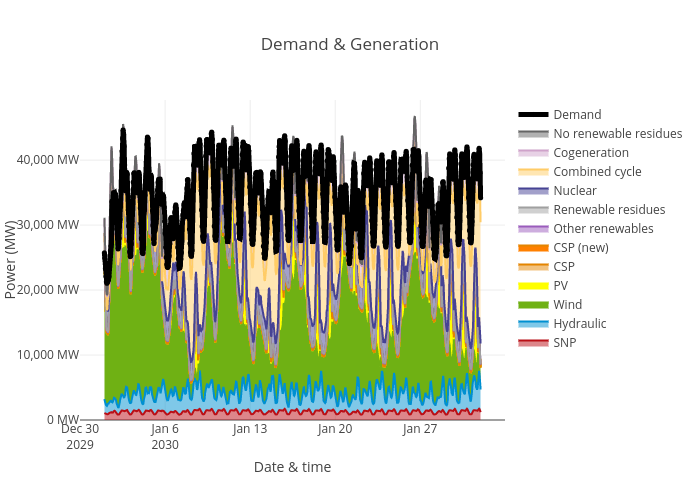 Demand & Generation
Demand
No renewable residues
Cogeneration
Combined cycle
Nuclear
Renewable residues
Other renewables
CSP (new)
CSP
PV
Wind
Hydraulic
SNP
Power (MW)
40,000 MW
30,000 MW
20,000 MW
10,000 MW
0 MW
Dec 30
2029
Jan 6
2030
Jan 13
Jan 20
Jan 27
Date & time